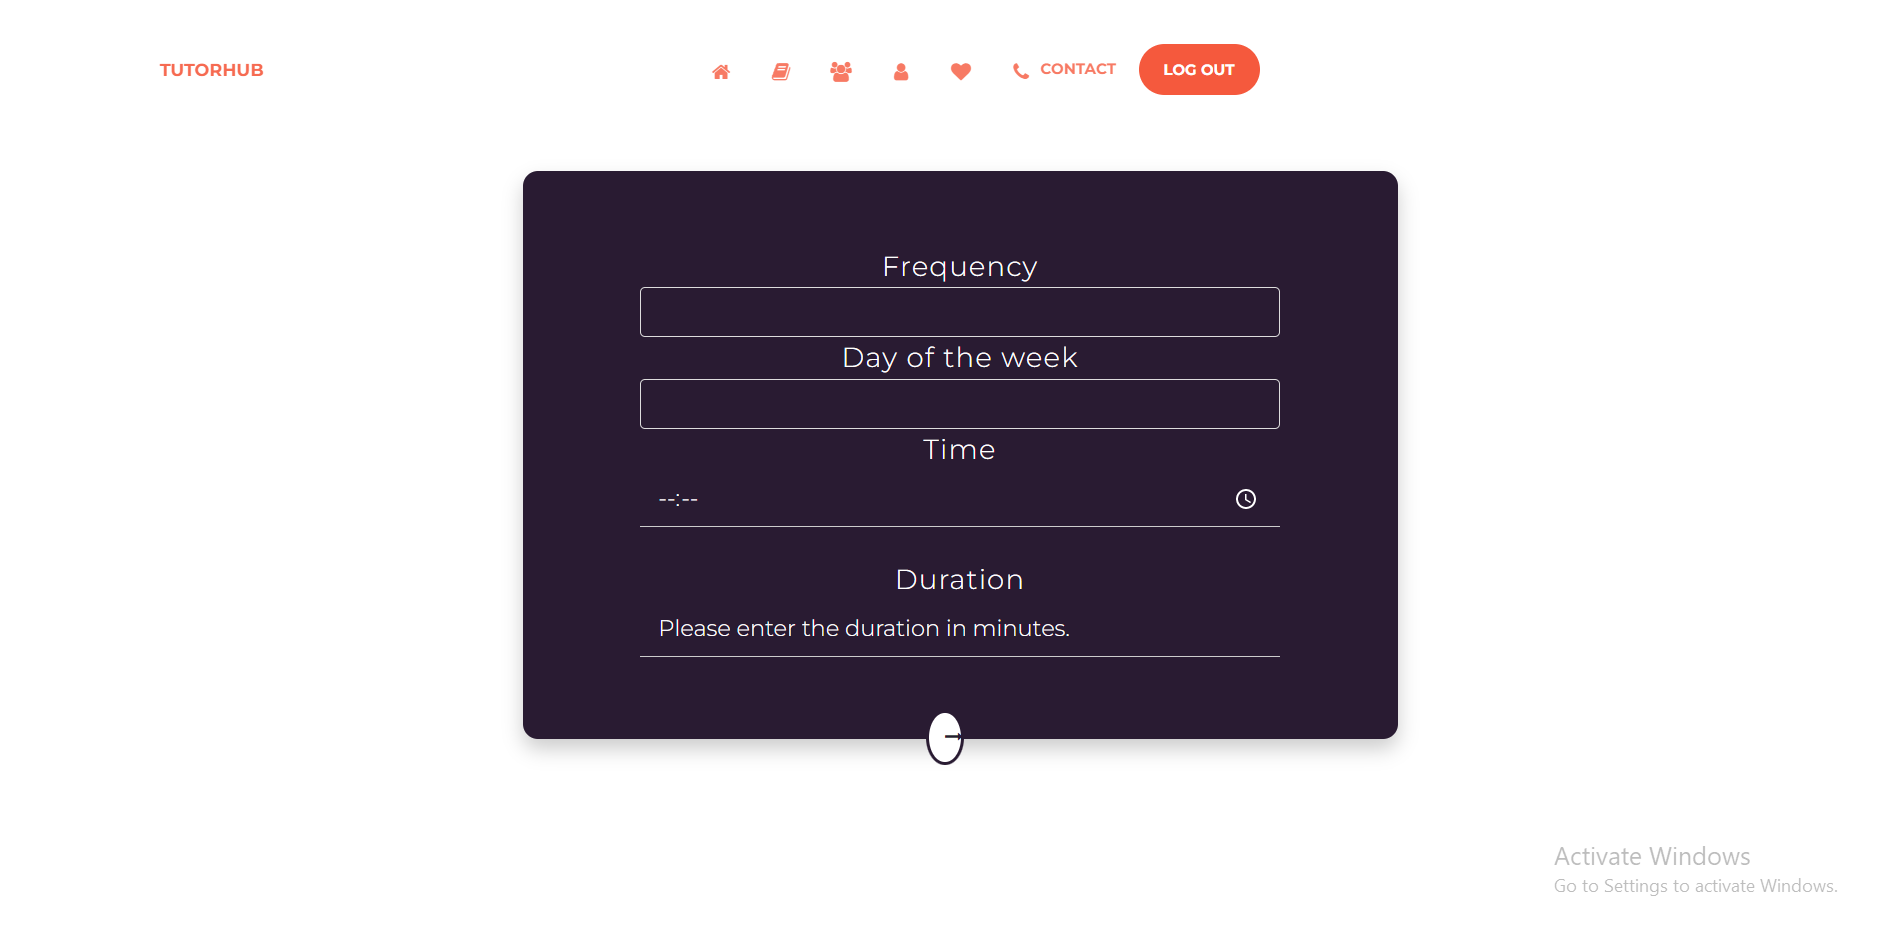 TUTORHUB
CONTACT
LOG OUT
Frequency
Day of the week
Time
--:--
Duration
Please enter the duration in minutes.
Activate Windows
Go to Settings to activate Windows.